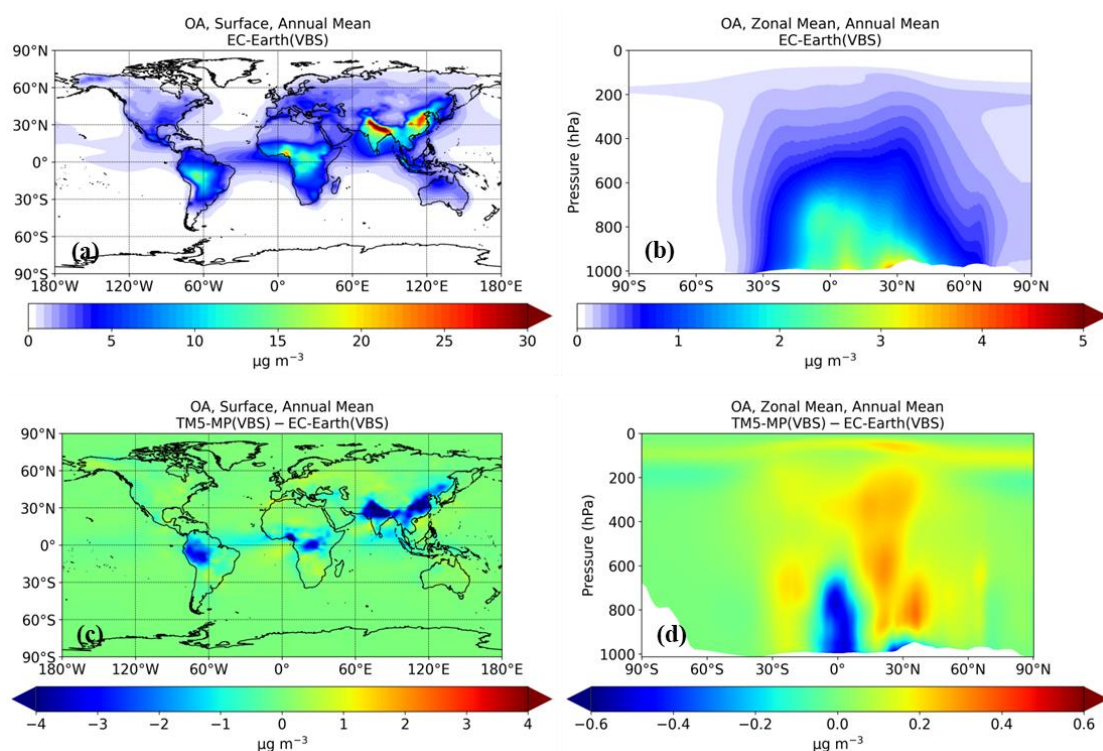 OA, Surface, Annual Mean
EC-Earth(VBS)
90°N
60°N
30°N
0°
30°S
60°S
90°S
(a)
180°W 120°W 60°W 0° 60°E 120°E 180°E
0 5 10 15 20 25 30
µg m⁻³
OA, Zonal Mean, Annual Mean
EC-Earth(VBS)
Pressure (hPa)
0
200
400
600
800
1000
(b)
90°S 60°S 30°S 0° 30°N 60°N 90°N
0 1 2 3 4 5
µg m⁻³
OA, Surface, Annual Mean
TM5-MP(VBS) − EC-Earth(VBS)
90°N
60°N
30°N
0°
30°S
60°S
90°S
(c)
180°W 120°W 60°W 0° 60°E 120°E 180°E
−4 −3 −2 −1 0 1 2 3 4
µg m⁻³
OA, Zonal Mean, Annual Mean
TM5-MP(VBS) − EC-Earth(VBS)
Pressure (hPa)
0
200
400
600
800
1000
(d)
90°S 60°S 30°S 0° 30°N 60°N 90°N
−0.6 −0.4 −0.2 0.0 0.2 0.4 0.6
µg m⁻³